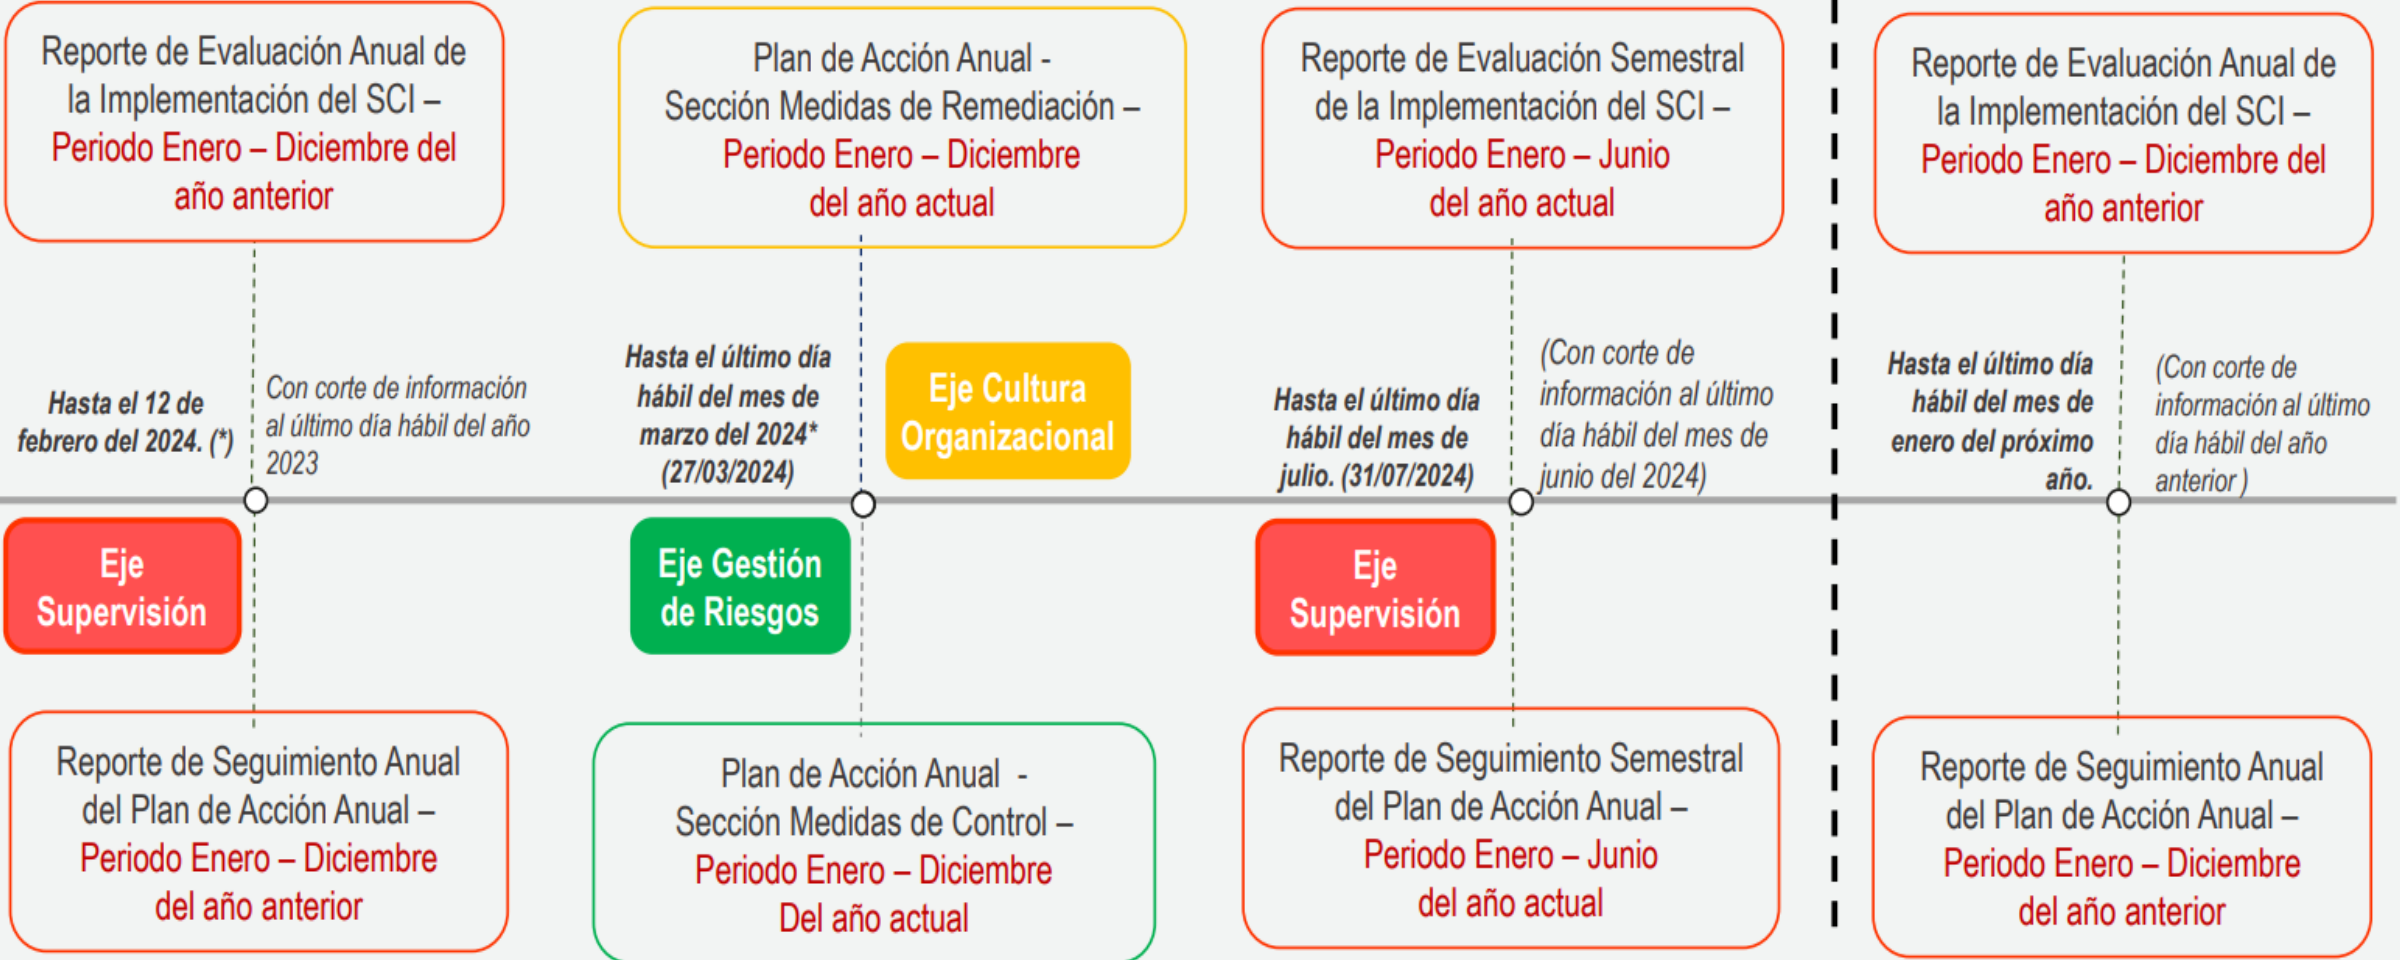 Reporte de Evaluación Anual de
la Implementación del SCI –
Periodo Enero – Diciembre del
año anterior
Plan de Acción Anual -
Sección Medidas de Remediación –
Periodo Enero – Diciembre
del año actual
Reporte de Evaluación Semestral
de la Implementación del SCI –
Periodo Enero – Junio
del año actual
Reporte de Evaluación Anual de
la Implementación del SCI –
Periodo Enero – Diciembre del
año anterior
Hasta el 12 de
febrero del 2024. (*)
Con corte de información
al último día hábil del año
2023
Hasta el último día
hábil del mes de
marzo del 2024*
(27/03/2024)
Eje Cultura
Organizacional
Hasta el último día
hábil del mes de
julio. (31/07/2024)
(Con corte de
información al último
día hábil del mes de
junio del 2024)
Hasta el último día
hábil del mes de
enero del próximo
año.
(Con corte de
información al último
día hábil del año
anterior )
Eje
Supervisión
Eje Gestión
de Riesgos
Eje
Supervisión
Reporte de Seguimiento Anual
del Plan de Acción Anual –
Periodo Enero – Diciembre
del año anterior
Plan de Acción Anual -
Sección Medidas de Control –
Periodo Enero – Diciembre
Del año actual
Reporte de Seguimiento Semestral
del Plan de Acción Anual –
Periodo Enero – Junio
del año actual
Reporte de Seguimiento Anual
del Plan de Acción Anual –
Periodo Enero – Diciembre
del año anterior